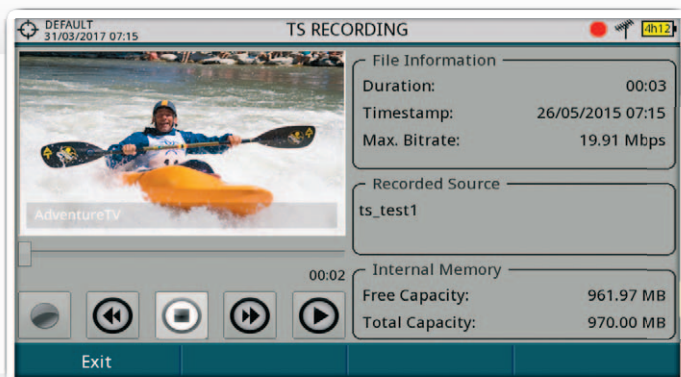 DEFAULT
31/03/2017 07:15
TS RECORDING
4h12
AdventureTV
00:02
Exit
File Information
Duration: 00:03
Timestamp: 26/05/2015 07:15
Max. Bitrate: 19.91 Mbps
Recorded Source
ts_test1
Internal Memory
Free Capacity: 961.97 MB
Total Capacity: 970.00 MB